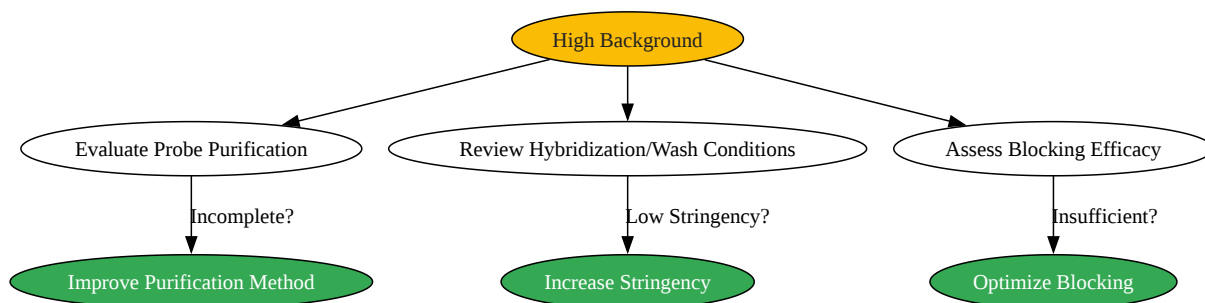 High Background
Evaluate Probe Purification
Review Hybridization/Wash Conditions
Assess Blocking Efficacy
Incomplete?
Low Stringency?
Insufficient?
Improve Purification Method
Increase Stringency
Optimize Blocking